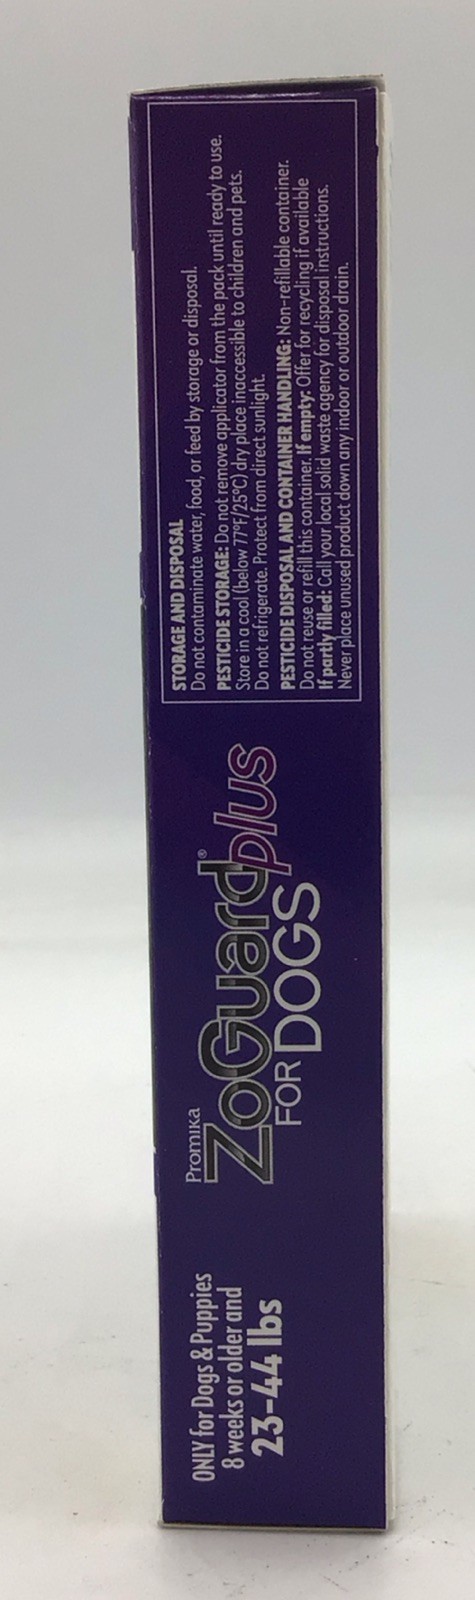 ONLY for Dogs & Puppies
8 weeks or older and
23-44 lbs
Promika
ZoGuard® plus
FOR DOGS
STORAGE AND DISPOSAL
Do not contaminate water, food, or feed by storage or disposal.
PESTICIDE STORAGE: Do not remove applicator from the pack until ready to use.
Store in a cool (below 77°F/25°C) dry place inaccessible to children and pets.
Do not refrigerate. Protect from direct sunlight.
PESTICIDE DISPOSAL AND CONTAINER HANDLING: Non-refillable container.
Do not reuse or refill this container. If empty: Offer for recycling if available
If partly filled: Call your local solid waste agency for disposal instructions.
Never place unused product down any indoor or outdoor drain.